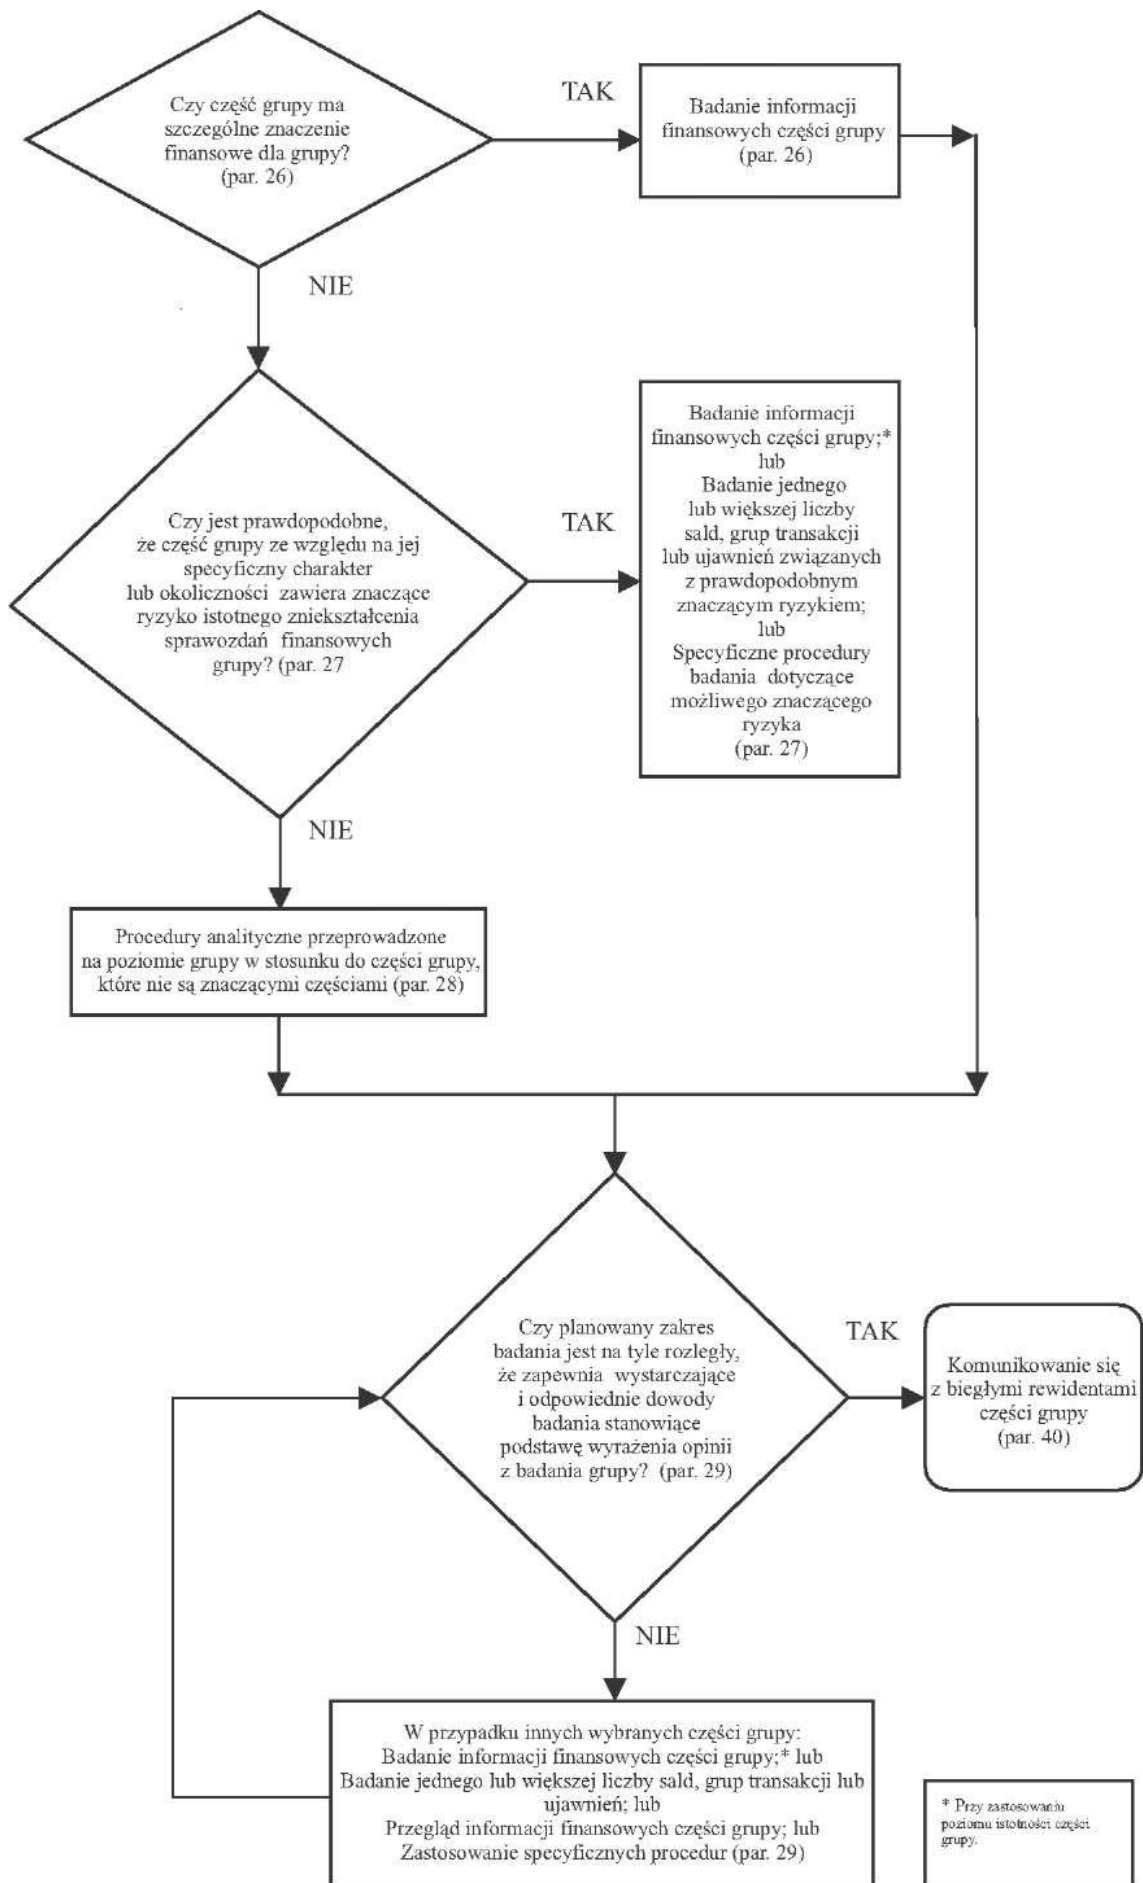 Czy część grupy ma
szczególne znaczenie
finansowe dla grupy?
(par. 26)
TAK
Badanie informacji
finansowych części grupy
(par. 26)
NIE
Czy jest prawdopodobne,
że część grupy ze względu na jej
specyficzny charakter
lub okoliczności zawiera znaczące
ryzyko istotnego zniekształcenia
sprawozdań finansowych
grupy? (par. 27
TAK
Badanie informacji
finansowych części grupy;*
lub
Badanie jednego
lub większej liczby
sald, grup transakcji
lub ujawnień związanych
z prawdopodobnym
znaczącym ryzykiem;
lub
Specyficzne procedury
badania dotyczące
możliwego znaczącego
ryzyka
(par. 27)
NIE
Procedury analityczne przeprowadzone
na poziomie grupy w stosunku do części grupy,
które nie są znaczącymi częściami (par. 28)
Czy planowany zakres
badania jest na tyle rozległy,
że zapewnia wystarczające
i odpowiednie dowody
badania stanowiące
podstawę wyrażenia opinii
z badania grupy? (par. 29)
TAK
Komunikowanie się
z biegłymi rewidentami
części grupy
(par. 40)
NIE
W przypadku innych wybranych części grupy:
Badanie informacji finansowych części grupy;* lub
Badanie jednego lub większej liczby sald, grup transakcji lub
ujawnień; lub
Przegląd informacji finansowych części grupy; lub
Zastosowanie specyficznych procedur (par. 29)
* Przy zastosowaniu
poziomu istotności części
grupy.